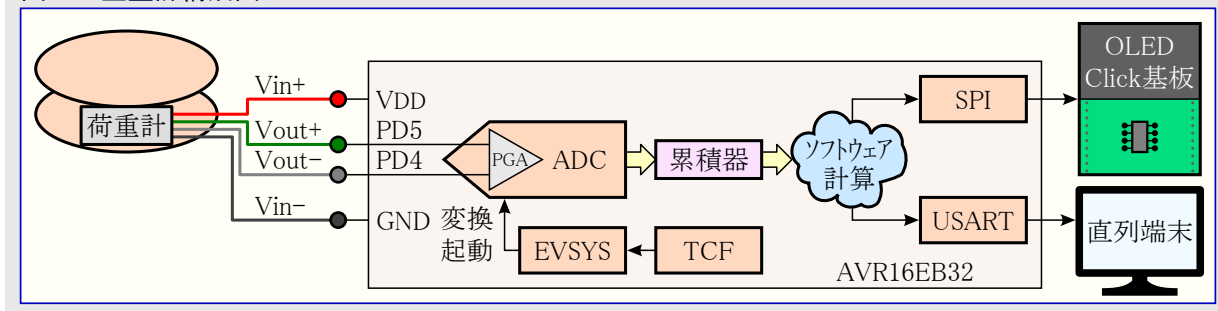 荷重計
Vin+
Vout+
Vout−
Vin−
VDD
PD5
PD4
GND
PGA
ADC
変換
起動
EVSYS
TCF
累積器
ソフトウェア
計算
SPI
USART
AVR16EB32
OLED
Click基板
直列端末